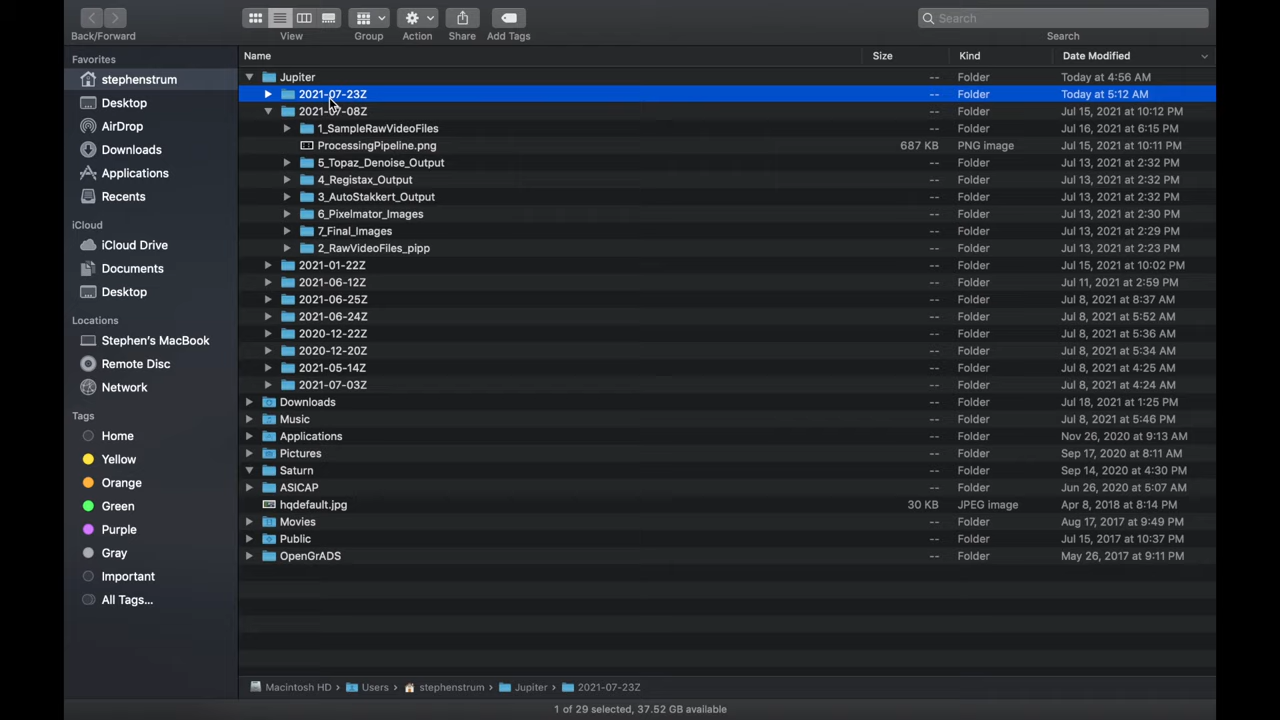 Search
Back/Forward View Group Action Share Add Tags Search
Favorites
stephenstrum
Desktop
AirDrop
Downloads
Applications
Recents
iCloud
iCloud Drive
Documents
Desktop
Locations
Stephen's MacBook
Remote Disc
Network
Tags
Home
Yellow
Orange
Green
Purple
Gray
Important
All Tags...
Name Size Kind Date Modified
Jupiter -- Folder Today at 4:56 AM
2021-07-23Z -- Folder Today at 5:12 AM
2021-07-08Z -- Folder Jul 15, 2021 at 10:12 PM
1_SampleRawVideoFiles -- Folder Jul 16, 2021 at 6:15 PM
ProcessingPipeline.png 687 KB PNG image Jul 15, 2021 at 10:11 PM
5_Topaz_Denoise_Output -- Folder Jul 13, 2021 at 2:32 PM
4_Registax_Output -- Folder Jul 13, 2021 at 2:32 PM
3_AutoStakkert_Output -- Folder Jul 13, 2021 at 2:32 PM
6_Pixelmator_Images -- Folder Jul 13, 2021 at 2:30 PM
7_Final_Images -- Folder Jul 13, 2021 at 2:29 PM
2_RawVideoFiles_pipp -- Folder Jul 13, 2021 at 2:23 PM
2021-01-22Z -- Folder Jul 15, 2021 at 10:02 PM
2021-06-12Z -- Folder Jul 11, 2021 at 2:59 PM
2021-06-25Z -- Folder Jul 8, 2021 at 8:37 AM
2021-06-24Z -- Folder Jul 8, 2021 at 5:52 AM
2020-12-22Z -- Folder Jul 8, 2021 at 5:36 AM
2020-12-20Z -- Folder Jul 8, 2021 at 5:34 AM
2021-05-14Z -- Folder Jul 8, 2021 at 4:25 AM
2021-07-03Z -- Folder Jul 8, 2021 at 4:24 AM
Downloads -- Folder Jul 18, 2021 at 1:25 PM
Music -- Folder Jul 8, 2021 at 5:46 PM
Applications -- Folder Nov 26, 2020 at 9:13 AM
Pictures -- Folder Sep 17, 2020 at 8:11 AM
Saturn -- Folder Sep 14, 2020 at 4:30 PM
ASICAP -- Folder Jun 26, 2020 at 5:07 AM
hqdefault.jpg 30 KB JPEG image Apr 8, 2018 at 8:14 PM
Movies -- Folder Aug 17, 2017 at 9:49 PM
Public -- Folder Jul 15, 2017 at 10:37 PM
OpenGrADS -- Folder May 26, 2017 at 9:11 PM
Macintosh HD › Users › stephenstrum › Jupiter › 2021-07-23Z
1 of 29 selected, 37.52 GB available